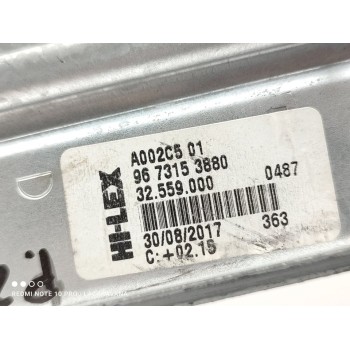 HI-LEX
A002C5 01
96 7315 3880
32.559.000 0487
30/08/2017 363
C:+02.15
D
REDMI NOTE 10 PRO